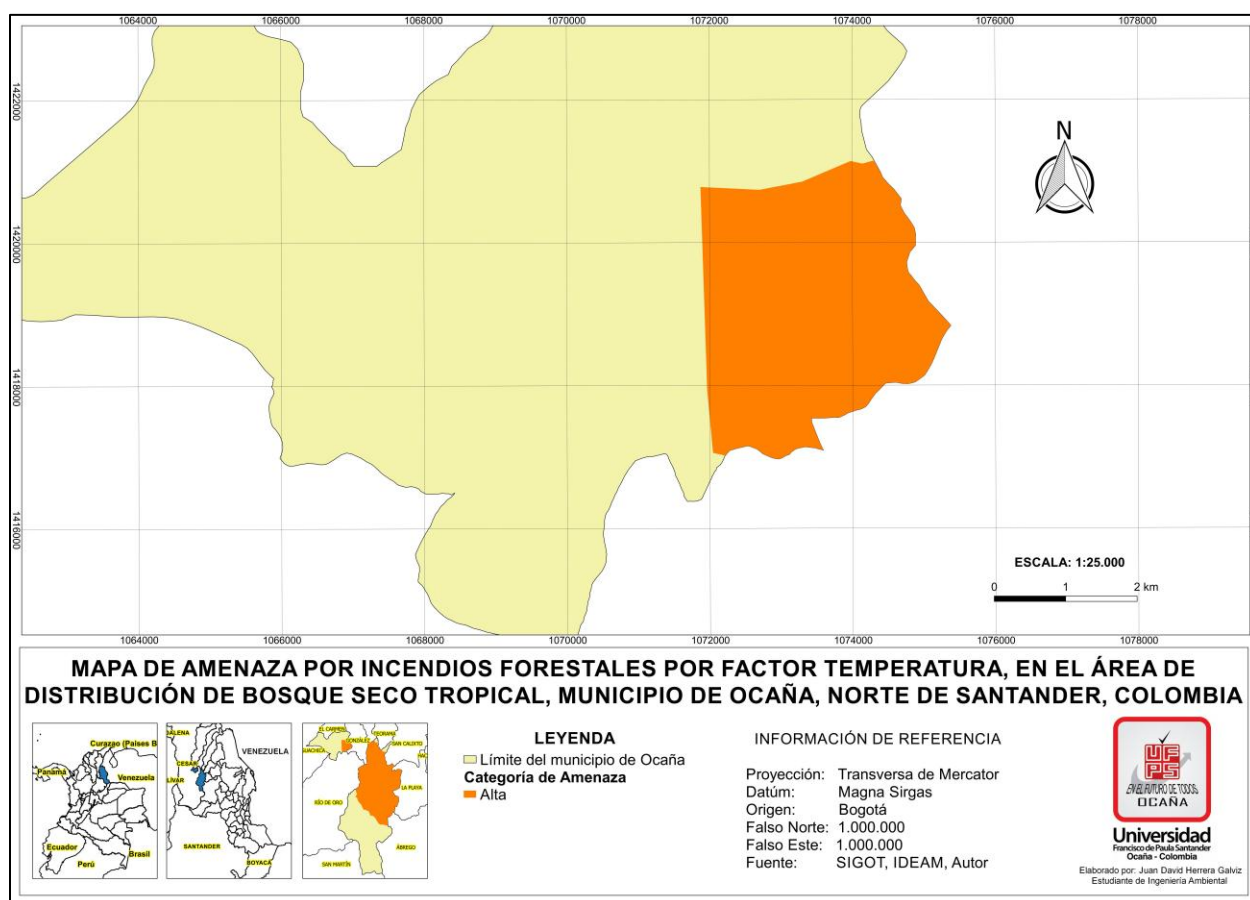 1064000 1066000 1068000 1070000 1072000 1074000 1076000 1078000
1422000
1420000
1418000
1416000
N
ESCALA: 1:25.000
0 1 2 km
1064000 1066000 1068000 1070000 1072000 1074000 1076000 1078000
MAPA DE AMENAZA POR INCENDIOS FORESTALES POR FACTOR TEMPERATURA, EN EL ÁREA DE
DISTRIBUCIÓN DE BOSQUE SECO TROPICAL, MUNICIPIO DE OCAÑA, NORTE DE SANTANDER, COLOMBIA
Curazao (Países B
Panamá
Venezuela
Ecuador
Perú
Brasil
VENEZUELA
CESAR
SANTANDER
BOYACA
EL CARMEN
TEORAMA
GONZÁLEZ
SAN CALIXTO
LA PLAYA
RÍO DE ORO
ÁBREGO
SAN MARTÍN
LEYENDA
Límite del municipio de Ocaña
Categoría de Amenaza
Alta
INFORMACIÓN DE REFERENCIA
Proyección: Transversa de Mercator
Datúm: Magna Sirgas
Origen: Bogotá
Falso Norte: 1.000.000
Falso Este: 1.000.000
Fuente: SIGOT, IDEAM, Autor
UFPS
EN EL FUTURO DE TODOS
OCAÑA
Universidad
Francisco de Paula Santander
Ocaña - Colombia
Elaborado por: Juan David Herrera Galviz
Estudiante de Ingeniería Ambiental